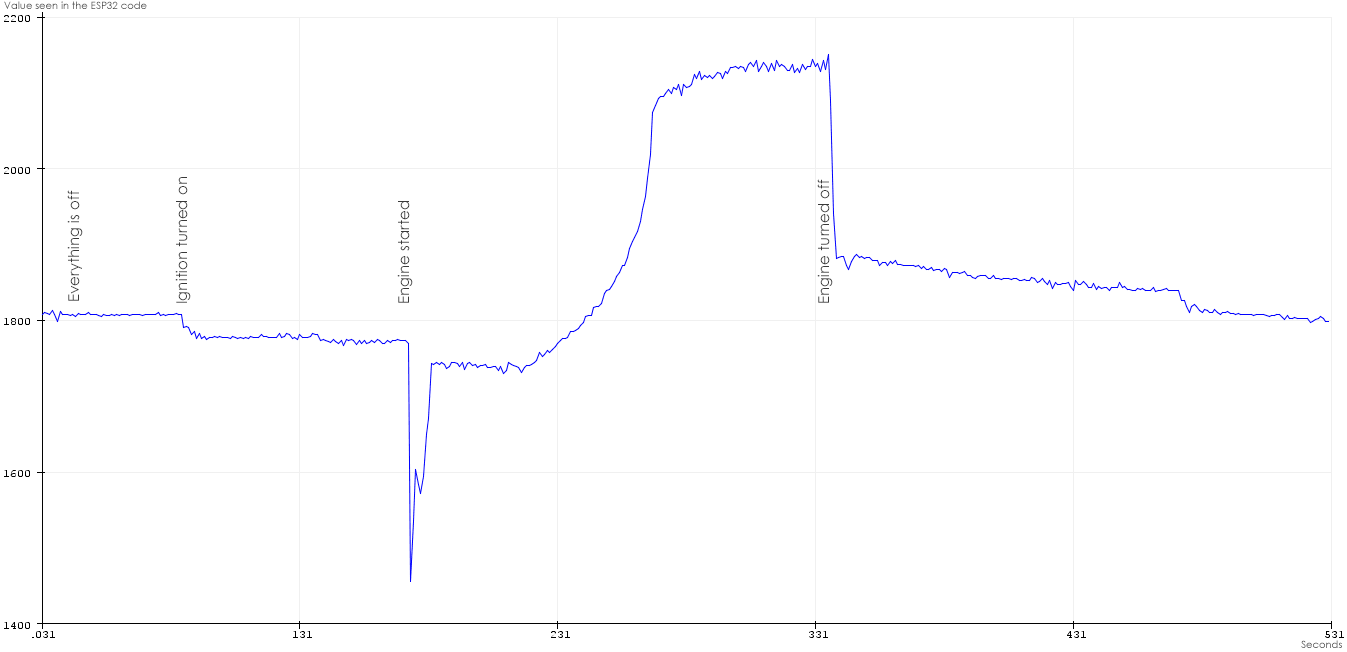 Value seen in the ESP32 code
2200
2000
1800
1600
1400
Everything is off
Ignition turned on
Engine started
Engine turned off
.031
131
231
331
431
531
Seconds